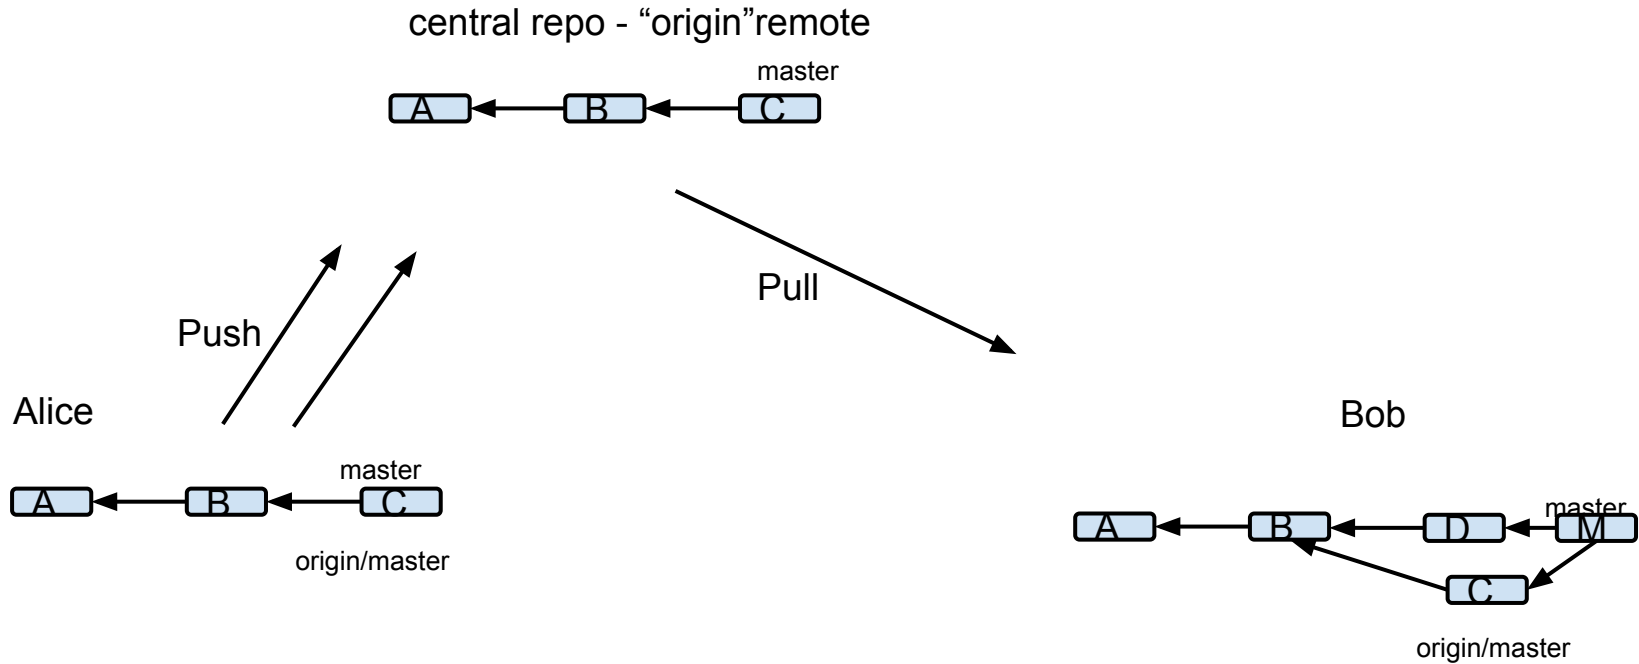 central repo - “origin”remote
master
A B C
Push
Pull
Alice
Bob
master
A B C
origin/master
master
A B D M
C
origin/master